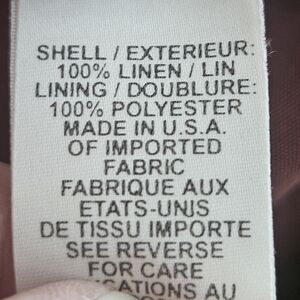 SHELL / EXTERIEUR:
100% LINEN / LIN
LINING / DOUBLURE:
100% POLYESTER
MADE IN U.S.A.
OF IMPORTED
FABRIC
FABRIQUE AUX
ETATS-UNIS
DE TISSU IMPORTE
SEE REVERSE
FOR CARE
AU